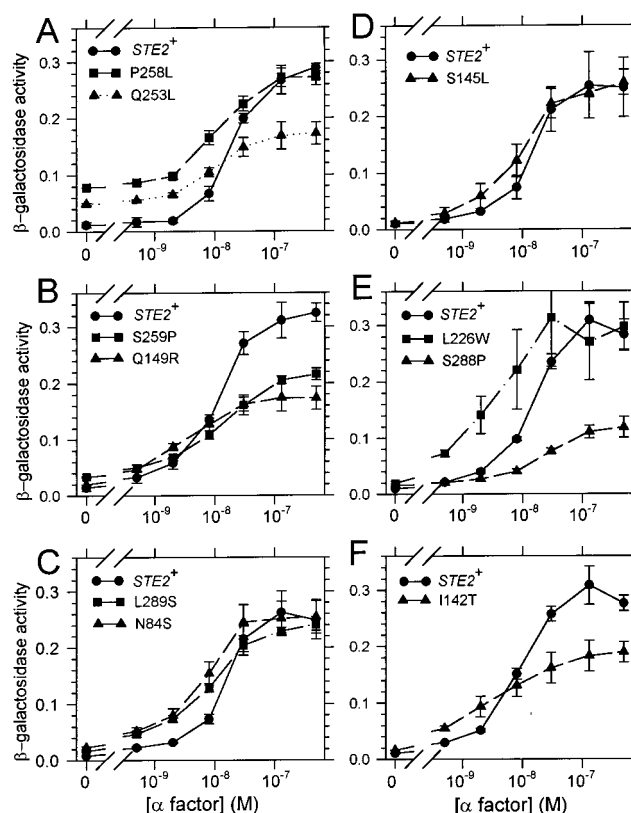 A
STE2+
P258L
Q253L
β-galactosidase activity
0.3
0.2
0.1
0.0
0
10-9
10-8
10-7
B
STE2+
S259P
Q149R
β-galactosidase activity
0.3
0.2
0.1
0.0
0
10-9
10-8
10-7
C
STE2+
L289S
N84S
β-galactosidase activity
0.3
0.2
0.1
0.0
0
10-9
10-8
10-7
[α factor] (M)
D
STE2+
S145L
0.3
0.2
0.1
0.0
0
10-9
10-8
10-7
E
STE2+
L226W
S288P
0.3
0.2
0.1
0.0
0
10-9
10-8
10-7
F
STE2+
I142T
0.3
0.2
0.1
0.0
0
10-9
10-8
10-7
[α factor] (M)